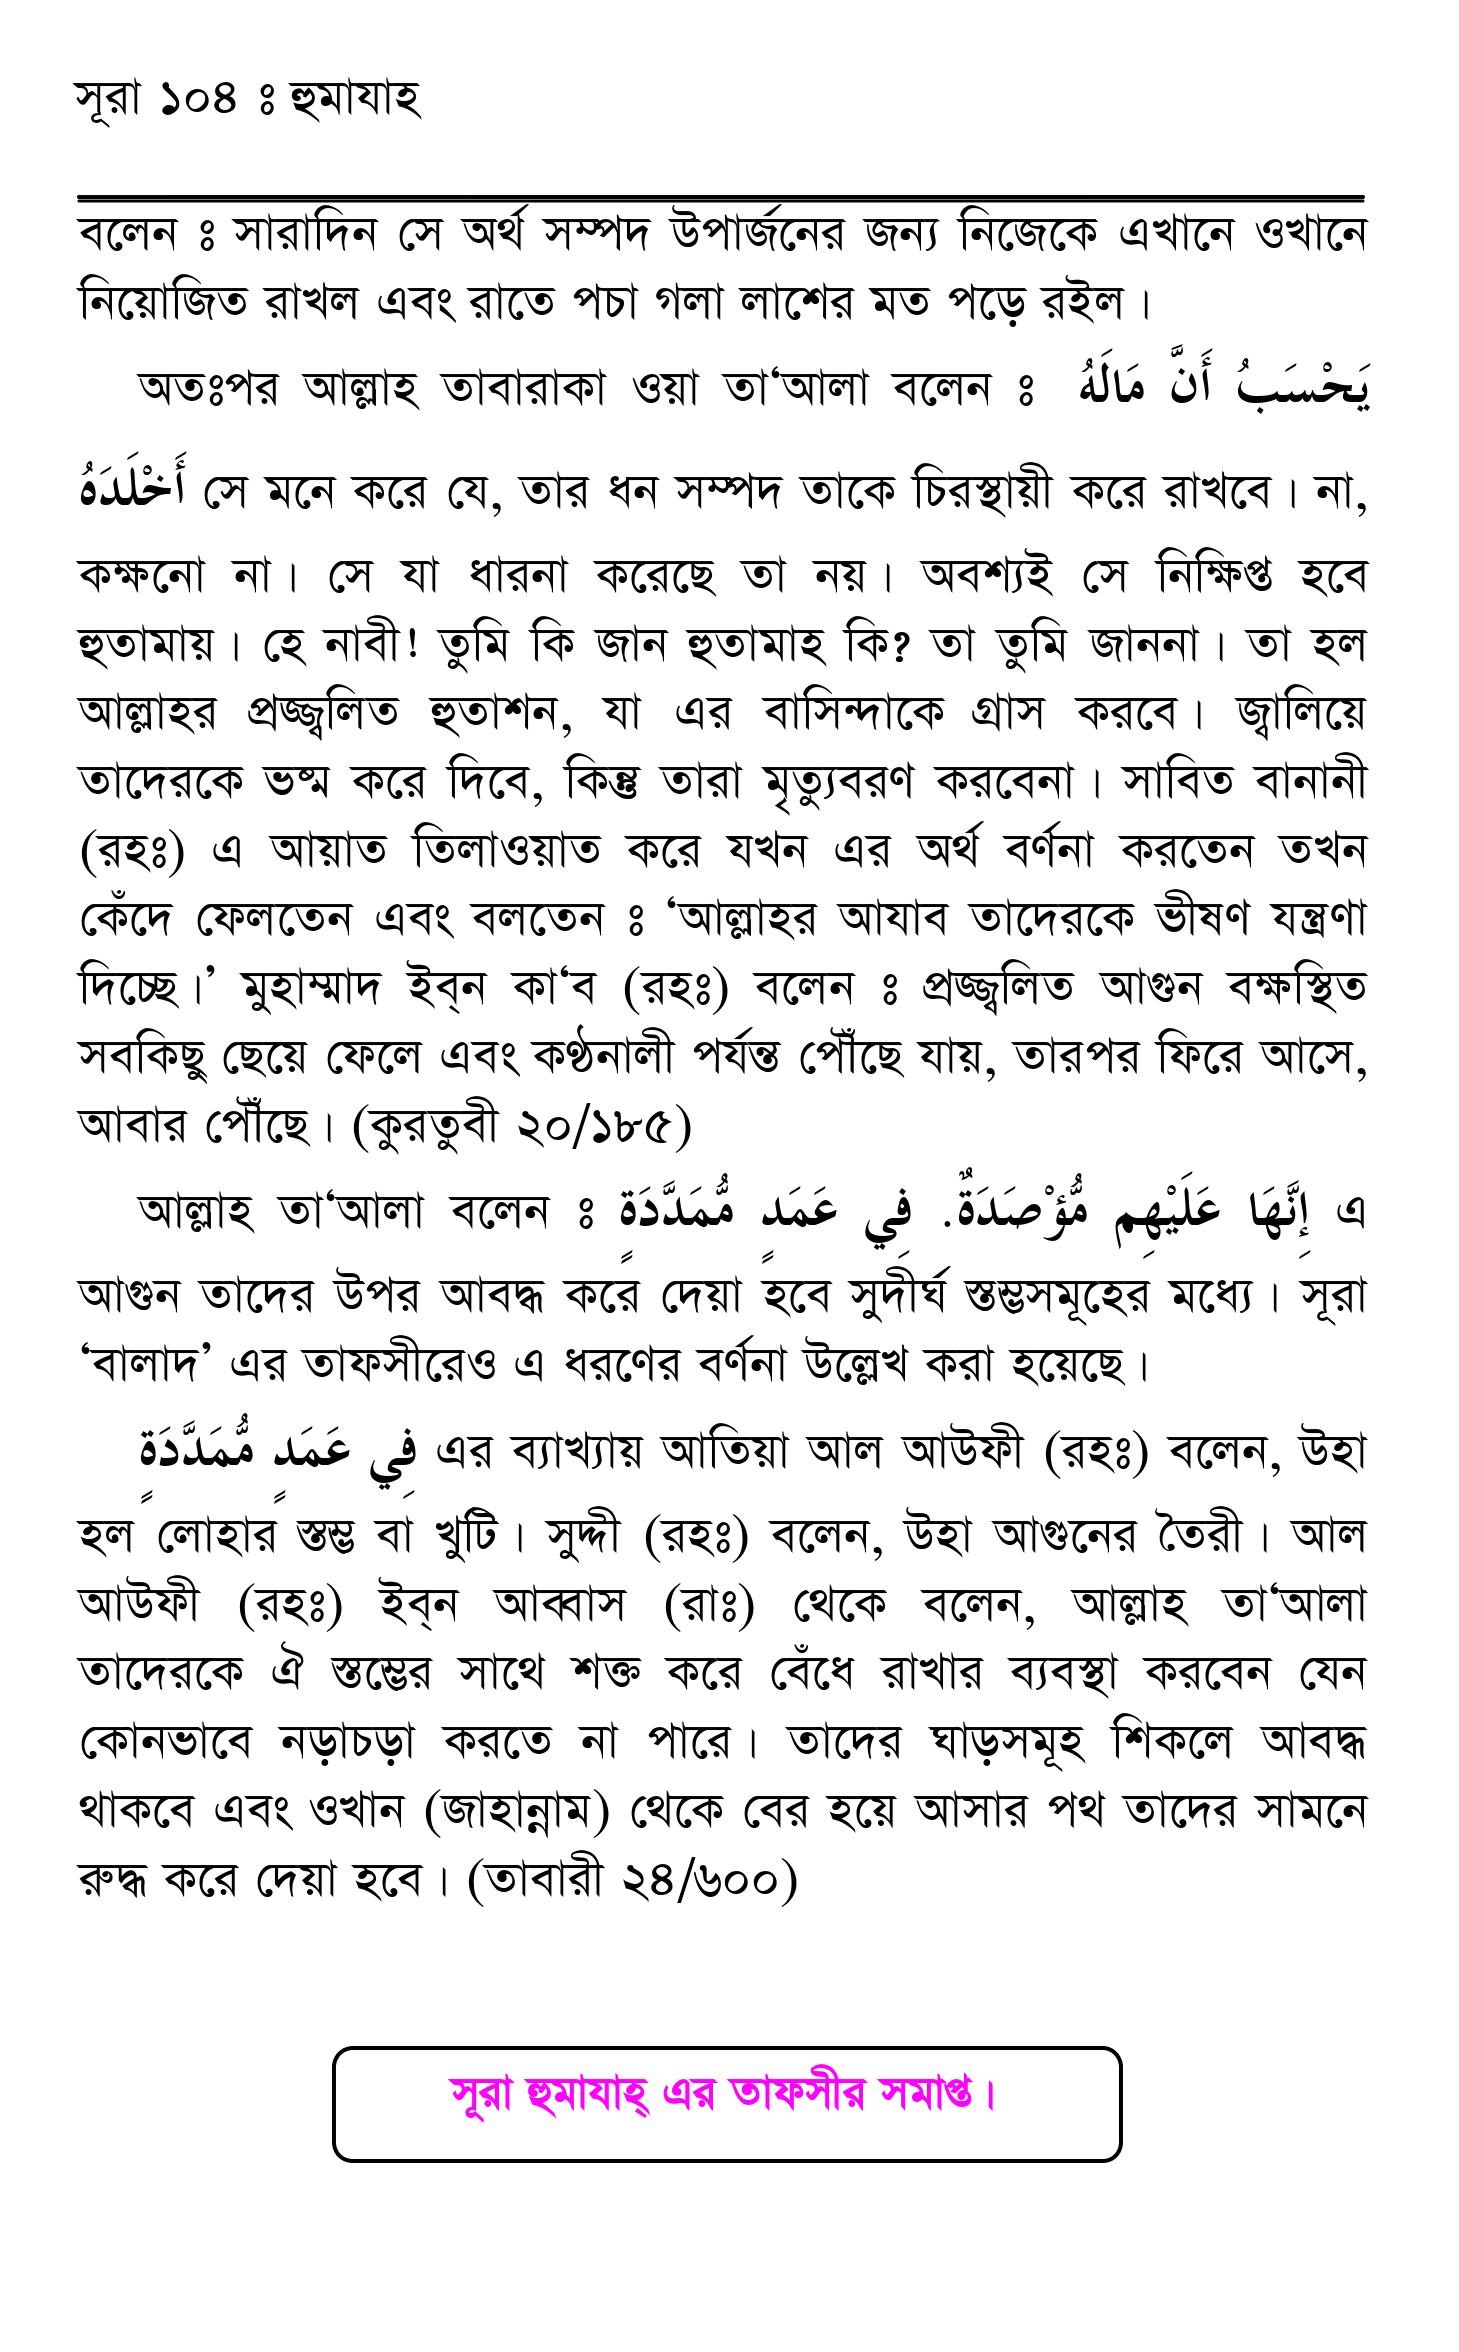 সূরা ১০৪ ঃ হুমাযাহ
বলেন ঃ সারাদিন সে অর্থ সম্পদ উপার্জনের জন্য নিজেকে এখানে ওখানে
নিয়োজিত রাখল এবং রাতে পচা গলা লাশের মত পড়ে রইল।
অতঃপর আল্লাহ তাবারাকা ওয়া তা‘আলা বলেন ঃ يَحْسَبُ أَنَّ مَالَهُ
أَخْلَدَهُ সে মনে করে যে, তার ধন সম্পদ তাকে চিরস্থায়ী করে রাখবে। না,
কক্ষনো না। সে যা ধারনা করেছে তা নয়। অবশ্যই সে নিক্ষিপ্ত হবে
হুতামায়। হে নাবী! তুমি কি জান হুতামাহ কি? তা তুমি জাননা। তা হল
আল্লাহর প্রজ্জ্বলিত হুতাশন, যা এর বাসিন্দাকে গ্রাস করবে। জ্বালিয়ে
তাদেরকে ভষ্ম করে দিবে, কিন্তু তারা মৃত্যুবরণ করবেনা। সাবিত বানানী
(রহঃ) এ আয়াত তিলাওয়াত করে যখন এর অর্থ বর্ণনা করতেন তখন
কেঁদে ফেলতেন এবং বলতেন ঃ ‘আল্লাহর আযাব তাদেরকে ভীষণ যন্ত্রণা
দিচ্ছে।’ মুহাম্মাদ ইব্‌ন কা‘ব (রহঃ) বলেন ঃ প্রজ্জ্বলিত আগুন বক্ষস্থিত
সবকিছু ছেয়ে ফেলে এবং কণ্ঠনালী পর্যন্ত পৌঁছে যায়, তারপর ফিরে আসে,
আবার পৌঁছে। (কুরতুবী ২০/১৮৫)
আল্লাহ তা‘আলা বলেন ঃ إِنَّهَا عَلَيْهِم مُّؤْصَدَةٌ. فِي عَمَدٍ مُّمَدَّدَةٍ এ
আগুন তাদের উপর আবদ্ধ করে দেয়া হবে সুদীর্ঘ স্তম্ভসমূহের মধ্যে। সূরা
‘বালাদ’ এর তাফসীরেও এ ধরণের বর্ণনা উল্লেখ করা হয়েছে।
فِي عَمَدٍ مُّمَدَّدَةٍ এর ব্যাখ্যায় আতিয়া আল আউফী (রহঃ) বলেন, উহা
হল লোহার স্তম্ভ বা খুটি। সুদ্দী (রহঃ) বলেন, উহা আগুনের তৈরী। আল
আউফী (রহঃ) ইব্‌ন আব্বাস (রাঃ) থেকে বলেন, আল্লাহ তা‘আলা
তাদেরকে ঐ স্তম্ভের সাথে শক্ত করে বেঁধে রাখার ব্যবস্থা করবেন যেন
কোনভাবে নড়াচড়া করতে না পারে। তাদের ঘাড়সমূহ শিকলে আবদ্ধ
থাকবে এবং ওখান (জাহান্নাম) থেকে বের হয়ে আসার পথ তাদের সামনে
রুদ্ধ করে দেয়া হবে। (তাবারী ২৪/৬০০)
সূরা হুমাযাহ্ এর তাফসীর সমাপ্ত।